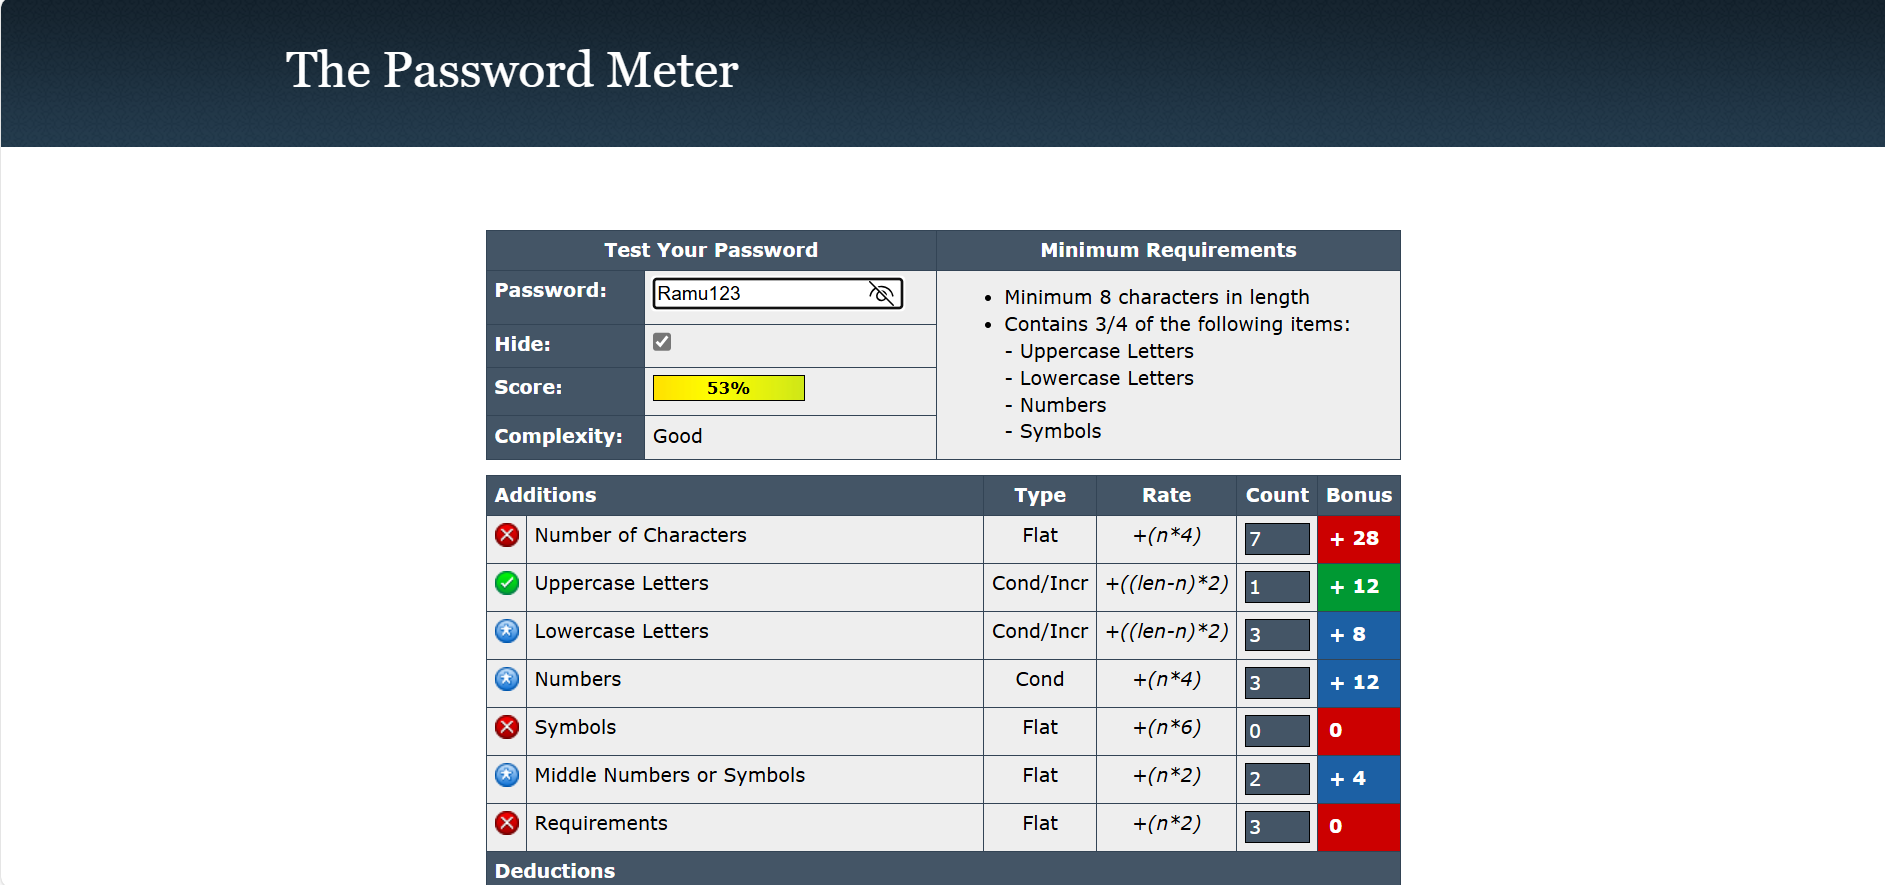 The Password Meter
Test Your Password
Minimum Requirements
Password:
Ramu123
Hide:
Score:
53%
Complexity:
Good
• Minimum 8 characters in length
• Contains 3/4 of the following items:
- Uppercase Letters
- Lowercase Letters
- Numbers
- Symbols
Additions Type Rate Count Bonus
Number of Characters Flat +(n*4) 7 + 28
Uppercase Letters Cond/Incr +((len-n)*2) 1 + 12
Lowercase Letters Cond/Incr +((len-n)*2) 3 + 8
Numbers Cond +(n*4) 3 + 12
Symbols Flat +(n*6) 0 0
Middle Numbers or Symbols Flat +(n*2) 2 + 4
Requirements Flat +(n*2) 3 0
Deductions